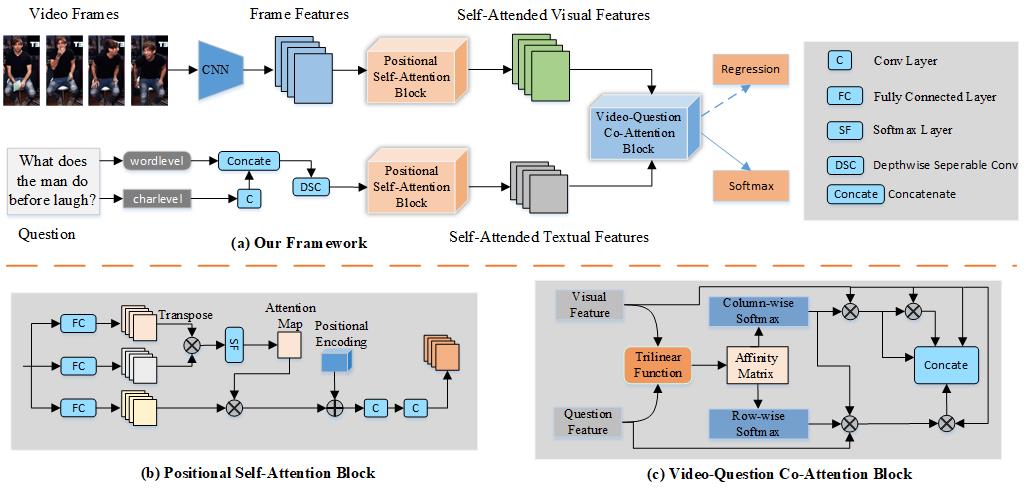 Video Frames
Frame Features
Self-Attended Visual Features
CNN
Positional
Self-Attention
Block
Regression
Video-Question
Co-Attention
Block
Softmax
What does
the man do
before laugh?
Question
wordlevel
charlevel
Concate
C
DSC
Positional
Self-Attention
Block
Self-Attended Textual Features
(a) Our Framework
C
Conv Layer
FC
Fully Connected Layer
SF
Softmax Layer
DSC
Depthwise Seperable Conv
Concate
Concatenate
FC
FC
FC
Transpose
SF
Attention
Map
Positional
Encoding
C
C
(b) Positional Self-Attention Block
Visual
Feature
Question
Feature
Trilinear
Function
Column-wise
Softmax
Affinity
Matrix
Row-wise
Softmax
Concate
(c) Video-Question Co-Attention Block